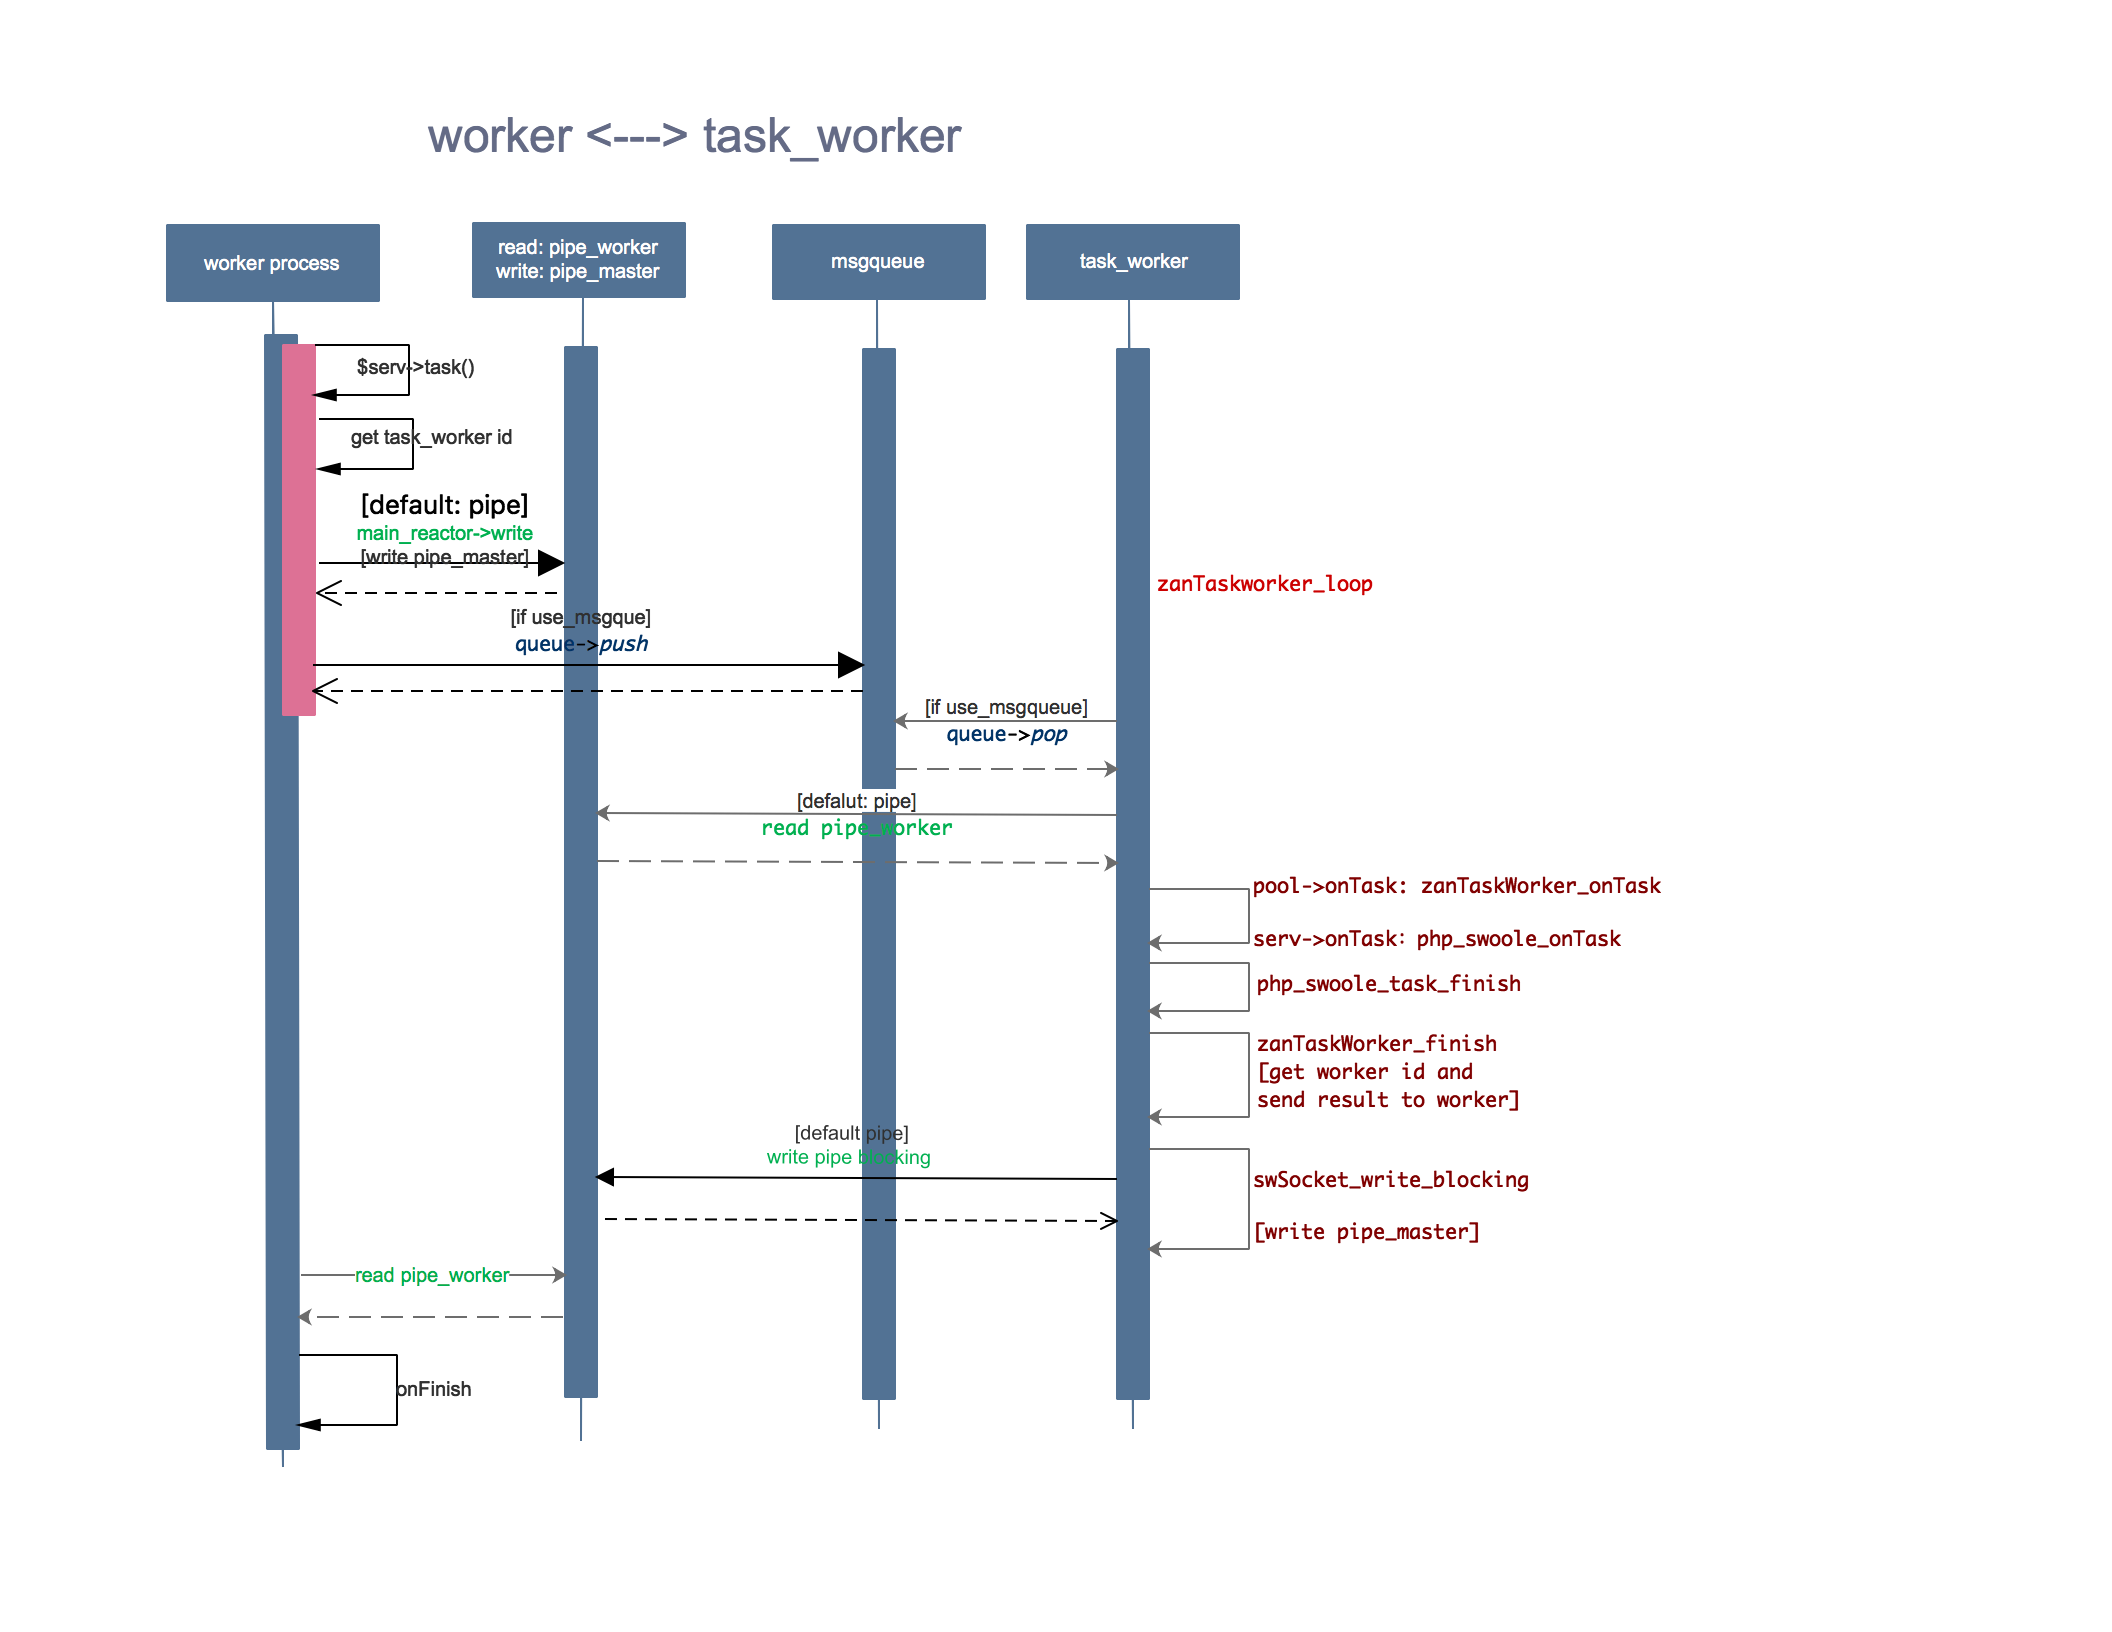 worker <---> task_worker
worker process
read: pipe_worker
write: pipe_master
msgqueue
task_worker
$serv->task()
get task_worker id
[default: pipe]
main_reactor->write
[write pipe_master]
zanTaskworker_loop
[if use_msgque]
queue->push
[if use_msgqueue]
queue->pop
[defalut: pipe]
read pipe_worker
pool->onTask: zanTaskWorker_onTask
serv->onTask: php_swoole_onTask
php_swoole_task_finish
zanTaskWorker_finish
[get worker id and
send result to worker]
[default pipe]
write pipe blocking
swSocket_write_blocking
[write pipe_master]
read pipe_worker
onFinish